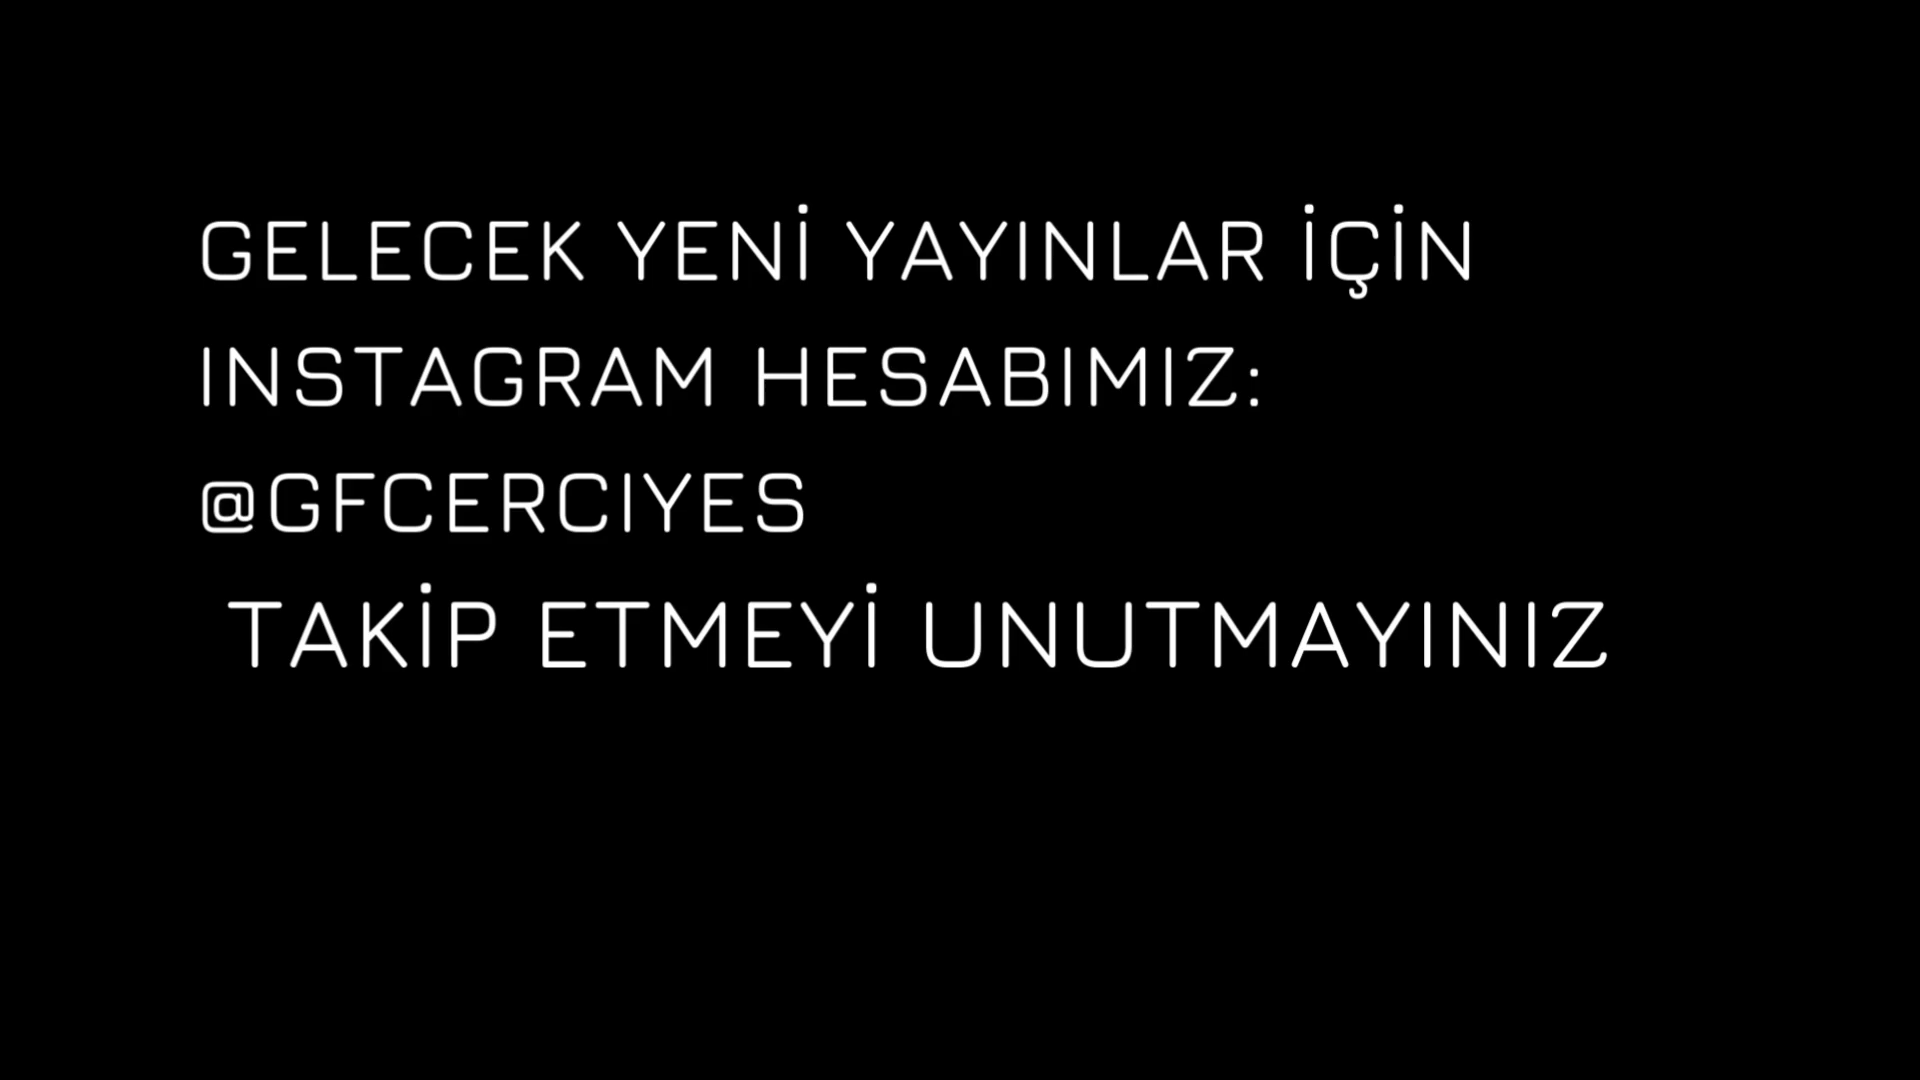 GELECEK YENİ YAYINLAR İÇİN
INSTAGRAM HESABIMIZ:
@GFCERCIYES
TAKİP ETMEYİ UNUTMAYINIZ